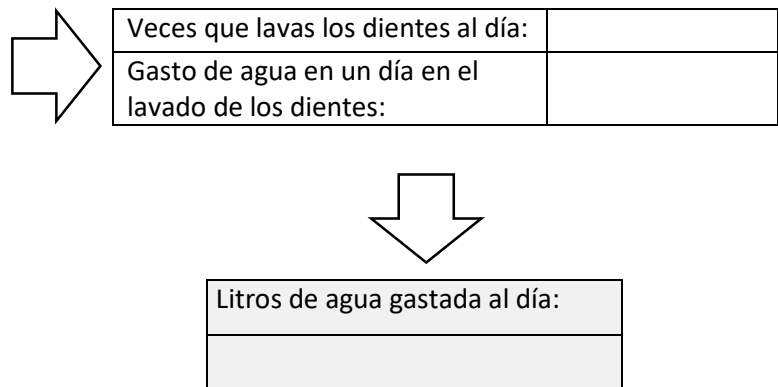 Veces que lavas los dientes al día:
Gasto de agua en un día en el
lavado de los dientes:
Litros de agua gastada al día: